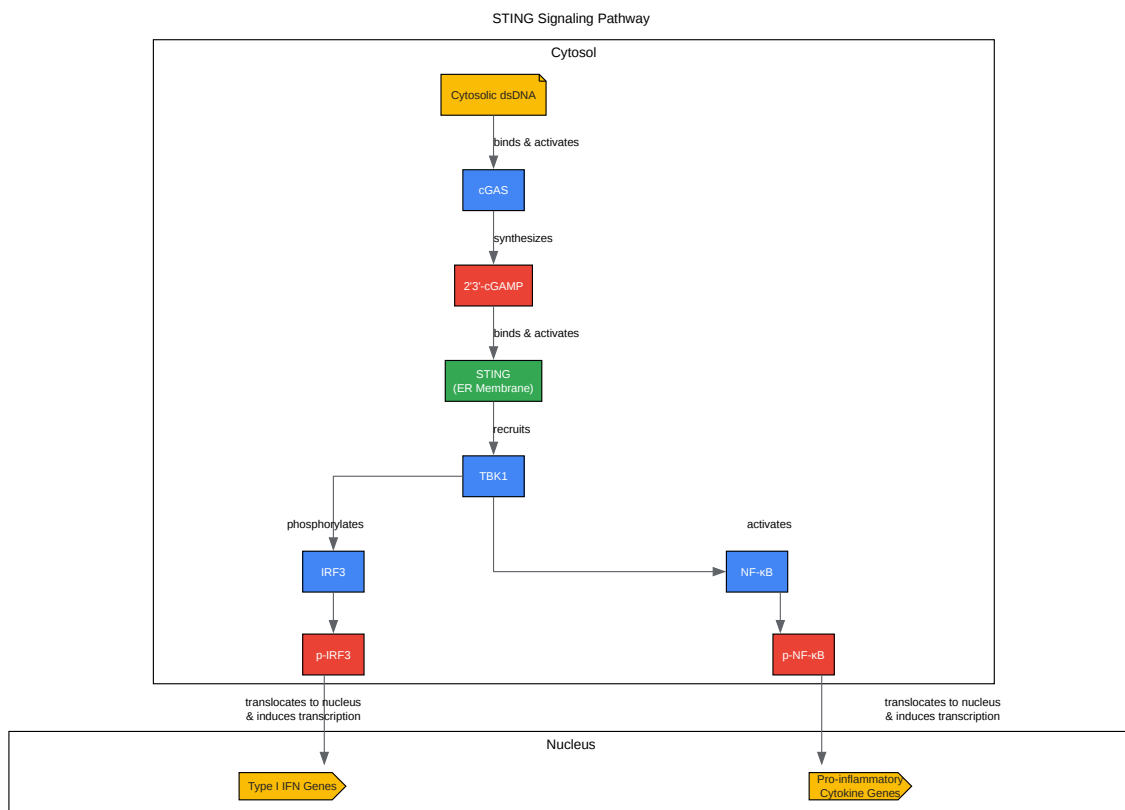 STING Signaling Pathway
Cytosol
Cytosolic dsDNA
binds & activates
cGAS
synthesizes
2'3'-cGAMP
binds & activates
STING
(ER Membrane)
recruits
TBK1
phosphorylates
activates
IRF3
NF-κB
p-IRF3
p-NF-κB
translocates to nucleus
& induces transcription
translocates to nucleus
& induces transcription
Nucleus
Type I IFN Genes
Pro-inflammatory
Cytokine Genes